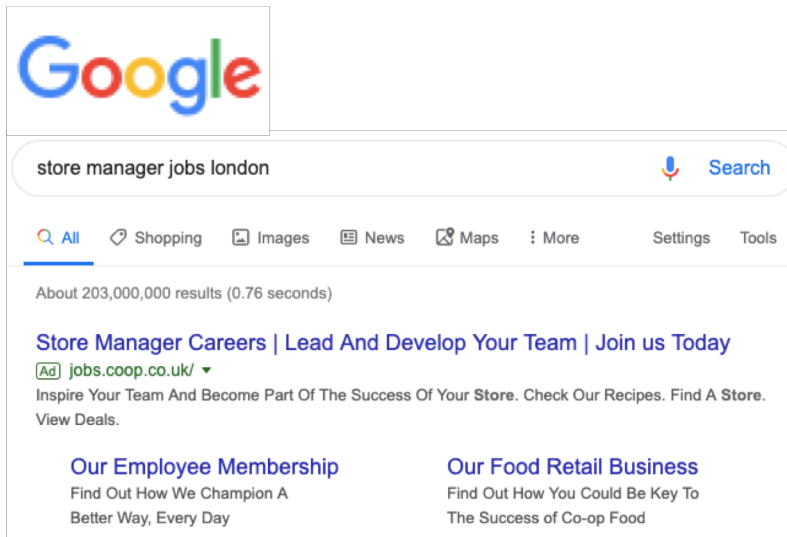 Google
store manager jobs london Search
All Shopping Images News Maps More Settings Tools
About 203,000,000 results (0.76 seconds)
Store Manager Careers | Lead And Develop Your Team | Join us Today
Ad jobs.coop.co.uk/
Inspire Your Team And Become Part Of The Success Of Your Store. Check Our Recipes. Find A Store.
View Deals.
Our Employee Membership
Find Out How We Champion A
Better Way, Every Day
Our Food Retail Business
Find Out How You Could Be Key To
The Success of Co-op Food